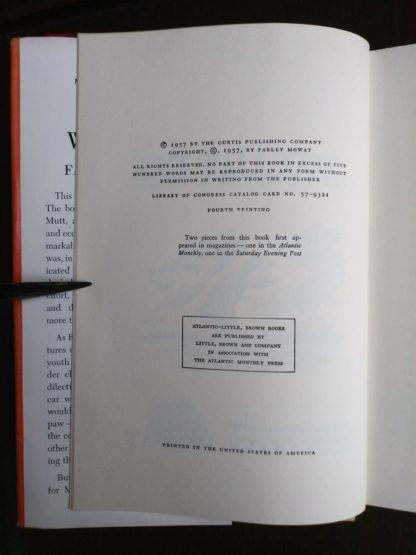 T
W
FA
This
The bo
Mutt, a
and eco
markab
was, in
icated
effort,
and d
more t
As F
tures o
youth
der cl
dilecti
car w
would
paw—
the co
other
ing th
But
for M
© 1957 BY THE CURTIS PUBLISHING COMPANY
COPYRIGHT, ©, 1957, BY FARLEY MOWAT
ALL RIGHTS RESERVED. NO PART OF THIS BOOK IN EXCESS OF FIVE
HUNDRED WORDS MAY BE REPRODUCED IN ANY FORM WITHOUT
PERMISSION IN WRITING FROM THE PUBLISHER
LIBRARY OF CONGRESS CATALOG CARD NO. 57-9321
FOURTH PRINTING
Two pieces from this book first ap-
peared in magazines — one in the Atlantic
Monthly, one in the Saturday Evening Post
ATLANTIC–LITTLE, BROWN BOOKS
ARE PUBLISHED BY
LITTLE, BROWN AND COMPANY
IN ASSOCIATION WITH
THE ATLANTIC MONTHLY PRESS
PRINTED IN THE UNITED STATES OF AMERICA